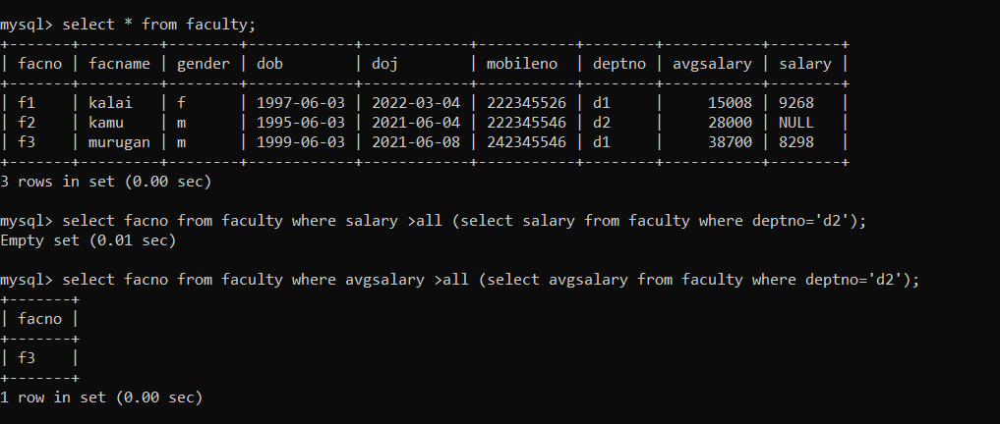 mysql> select * from faculty;
+-------+---------+--------+------------+------------+-----------+--------+-----------+--------+
| facno | facname | gender | dob        | doj        | mobileno  | deptno | avgsalary | salary |
+-------+---------+--------+------------+------------+-----------+--------+-----------+--------+
| f1    | kalai   | f      | 1997-06-03 | 2022-03-04 | 222345526 | d1     |     15008 | 9268   |
| f2    | kamu    | m      | 1995-06-03 | 2021-06-04 | 222345546 | d2     |     28000 | NULL   |
| f3    | murugan | m      | 1999-06-03 | 2021-06-08 | 242345546 | d1     |     38700 | 8298   |
+-------+---------+--------+------------+------------+-----------+--------+-----------+--------+
3 rows in set (0.00 sec)

mysql> select facno from faculty where salary >all (select salary from faculty where deptno='d2');
Empty set (0.01 sec)

mysql> select facno from faculty where avgsalary >all (select avgsalary from faculty where deptno='d2');
+-------+
| facno |
+-------+
| f3    |
+-------+
1 row in set (0.00 sec)